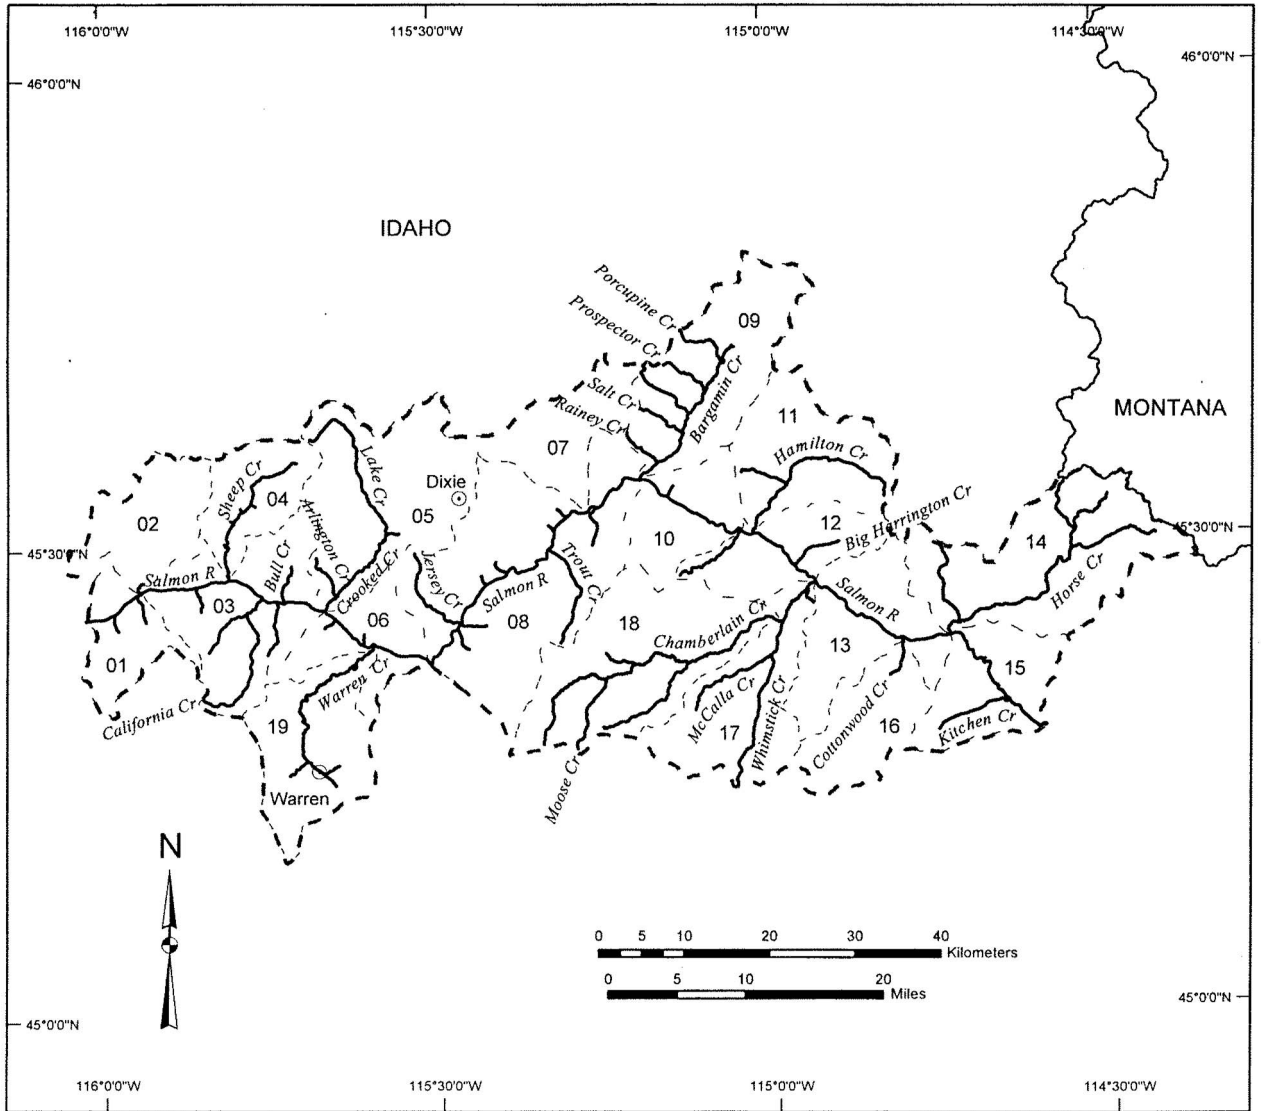 116°0'0"W
115°30'0"W
115°0'0"W
114°30'0"W
46°0'0"N
46°0'0"N
IDAHO
MONTANA
Porcupine Cr
Prospector Cr
09
Salt Cr
Rainey Cr
Bargamin Cr
11
07
Hamilton Cr
Lake Cr
Sheep Cr
04
Dixie
05
02
Arlington Cr
12
Big Harrington Cr
10
14
45°30'0"N
45°30'0"N
Salmon R
Bull Cr
Crooked Cr
Jersey Cr
Trout Cr
Salmon R
Salmon R
Horse Cr
03
06
08
18
Chamberlain Cr
13
01
Warren Cr
15
McCalla Cr
Whimstick Cr
Cottonwood Cr
California Cr
19
17
16
Kitchen Cr
Moose Cr
Warren
N
0 5 10 20 30 40
Kilometers
0 5 10 20
Miles
45°0'0"N
45°0'0"N
116°0'0"W
115°30'0"W
115°0'0"W
114°30'0"W